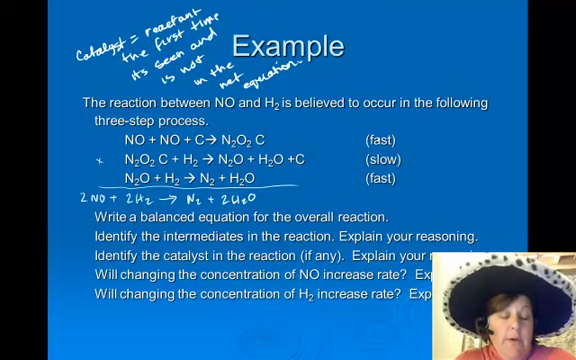 Catalyst = reactant
the first time
its seen and
is not
in the
net equation.
Example
The reaction between NO and H₂ is believed to occur in the following
three-step process.
NO + NO + C → N₂O₂ C (fast)
x N₂O₂ C + H₂ → N₂O + H₂O +C (slow)
N₂O + H₂ → N₂ + H₂O (fast)
2 NO + 2 H₂ → N₂ + 2 H₂O
Write a balanced equation for the overall reaction.
Identify the intermediates in the reaction. Explain your reasoning.
Identify the catalyst in the reaction (if any). Explain your r
Will changing the concentration of NO increase rate? Exp
Will changing the concentration of H₂ increase rate? Exp